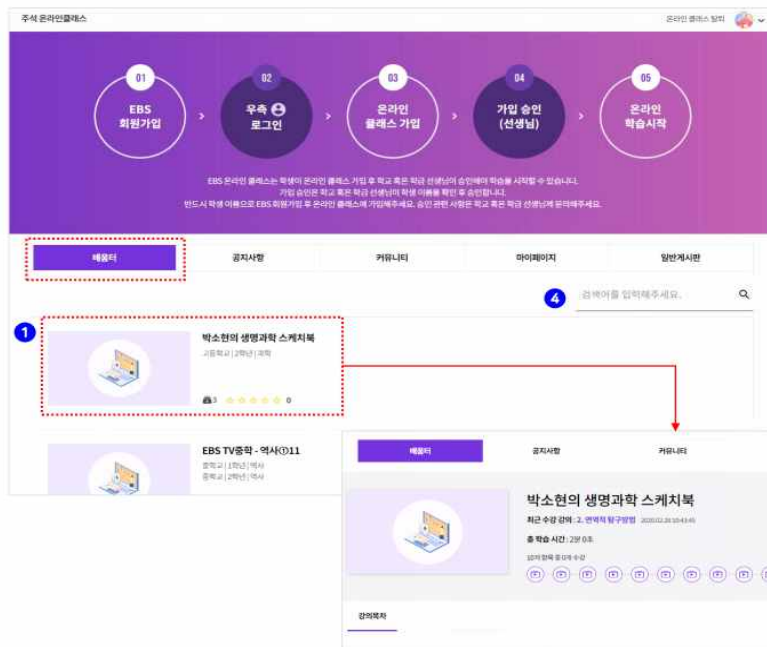 주석 온라인클래스
온라인 클래스 탈퇴
01
EBS
회원가입
02
우측
로그인
03
온라인
클래스 가입
04
가입 승인
(선생님)
05
온라인
학습시작
EBS 온라인 클래스는 학생이 온라인 클래스 가입 후 학교 혹은 학급 선생님이 승인해야 학습을 시작할 수 있습니다.
가입 승인은 학교 혹은 학급 선생님이 학생 이름을 확인 후 승인합니다.
반드시 학생 이름으로 EBS 회원가입 후 온라인 클래스에 가입해주세요. 승인 관련 사항은 학교 혹은 학급 선생님께 문의해주세요.
배움터
공지사항
커뮤니티
마이페이지
일반게시판
4
검색어를 입력해주세요.
1
박소현의 생명과학 스케치북
고등학교 | 2학년 | 과학
3
0
EBS TV중학 - 역사①11
중학교 | 1학년 | 역사
중학교 | 2학년 | 역사
배움터
공지사항
커뮤니티
박소현의 생명과학 스케치북
최근 수강 강의 : 2. 연역적 탐구방법
총 학습 시간 : 2분 0초
강의목차